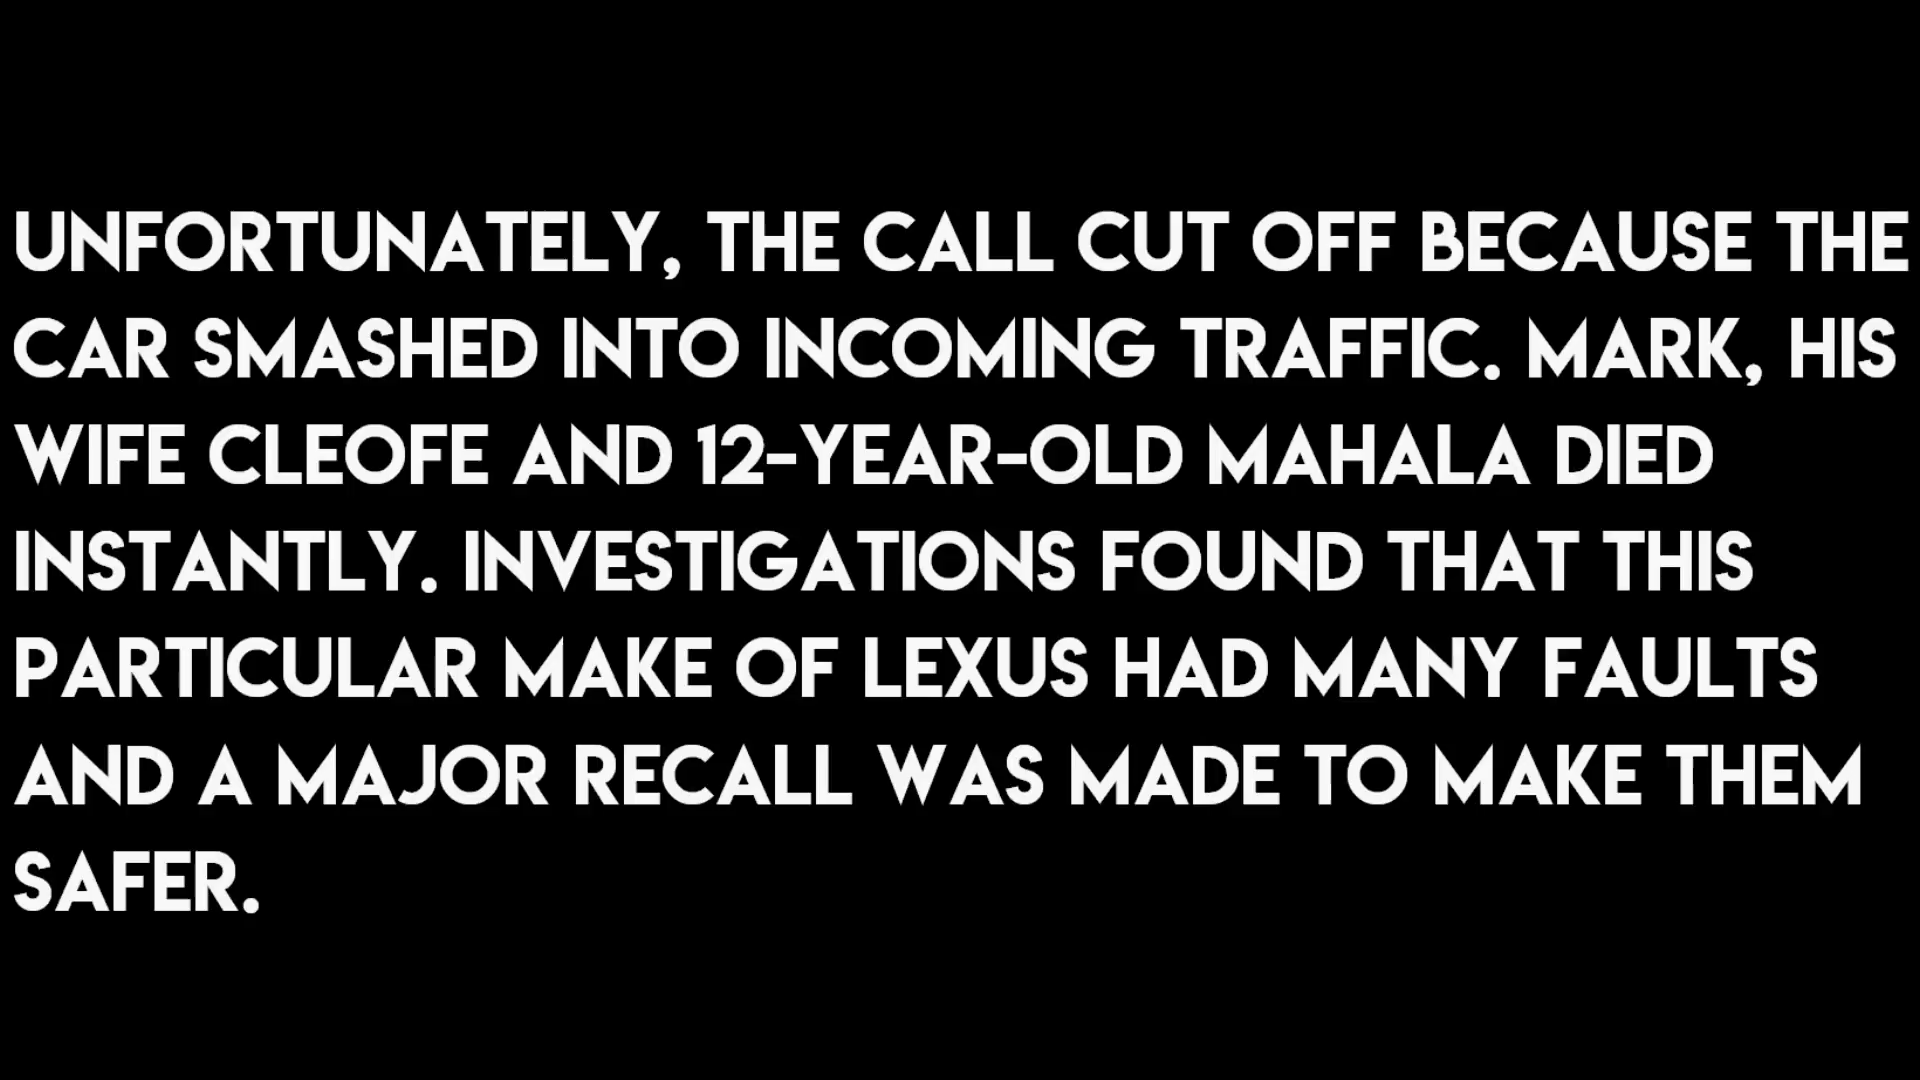 UNFORTUNATELY, THE CALL CUT OFF BECAUSE THE
CAR SMASHED INTO INCOMING TRAFFIC. MARK, HIS
WIFE CLEOFE AND 12-YEAR-OLD MAHALA DIED
INSTANTLY. INVESTIGATIONS FOUND THAT THIS
PARTICULAR MAKE OF LEXUS HAD MANY FAULTS
AND A MAJOR RECALL WAS MADE TO MAKE THEM
SAFER.